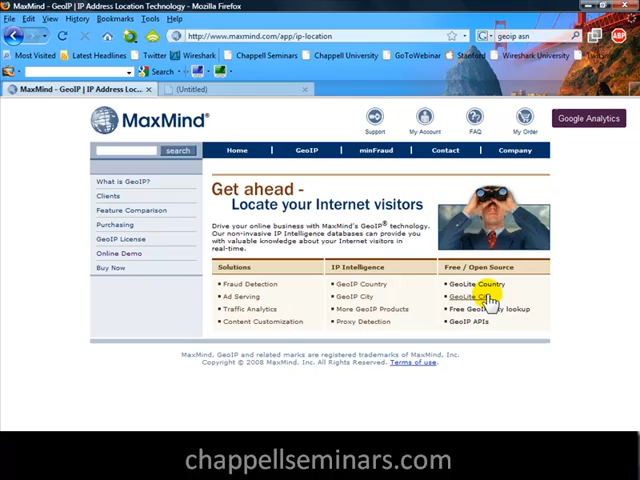 MaxMind - GeoIP | IP Address Location Technology - Mozilla Firefox
File Edit View History Bookmarks Tools Help
http://www.maxmind.com/app/ip-location
geoip asn
ABP
Most Visited Latest Headlines Twitter Wireshark Chappell Seminars Chappell University GoToWebinar Stanford Wireshark University
Search
MaxMind - GeoIP | IP Address Loc... (Untitled)
MaxMind®
Support My Account FAQ My Order
Google Analytics
search
Home GeoIP minFraud Contact Company
What is GeoIP?
Clients
Feature Comparison
Purchasing
GeoIP License
Online Demo
Buy Now
Get ahead -
Locate your Internet visitors
Drive your online business with MaxMind's GeoIP® technology.
Our non-invasive IP Intelligence databases can provide you
with valuable knowledge about your Internet visitors in
real-time.
Solutions
Fraud Detection
Ad Serving
Traffic Analytics
Content Customization
IP Intelligence
GeoIP Country
GeoIP City
More GeoIP Products
Proxy Detection
Free / Open Source
GeoLite Country
GeoLite
Free lookup
GeoIP APIs
MaxMind, GeoIP and related marks are registered trademarks of MaxMind, Inc.
Copyright © 2008 MaxMind, Inc. All Rights Reserved. Terms of use.
chappellseminars.com